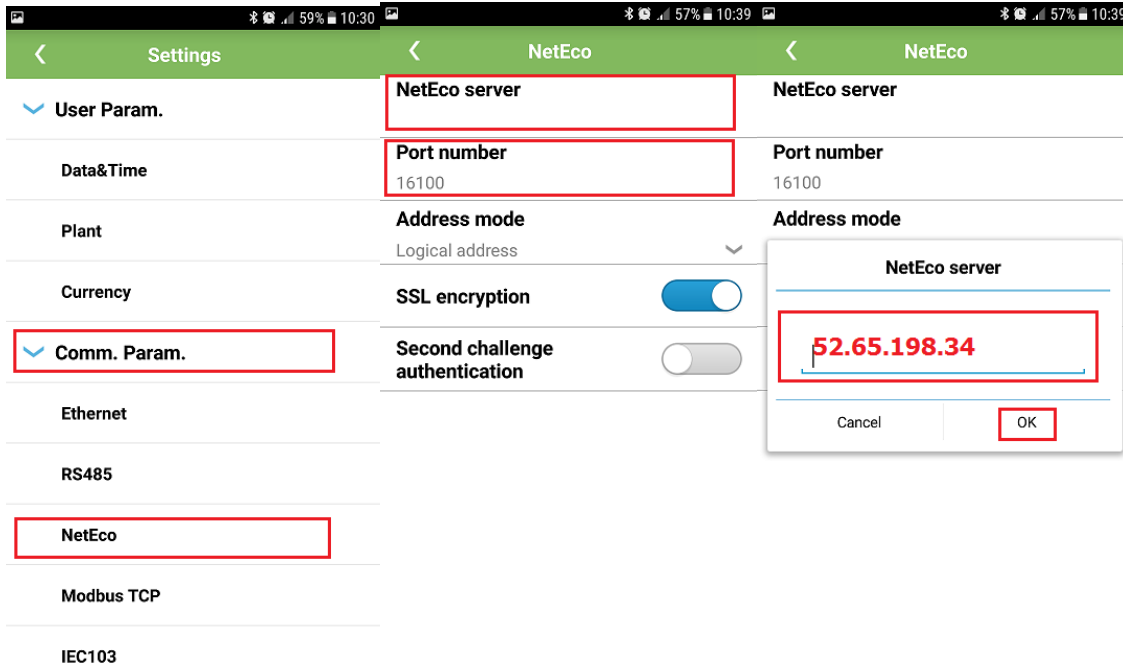 59% 10:30
Settings
User Param.
Data&Time
Plant
Currency
Comm. Param.
Ethernet
RS485
NetEco
Modbus TCP
IEC103
57% 10:39
NetEco
NetEco server
Port number
16100
Address mode
Logical address
SSL encryption
Second challenge
authentication
57% 10:39
NetEco
NetEco server
Port number
16100
Address mode
NetEco server
52.65.198.34
Cancel OK